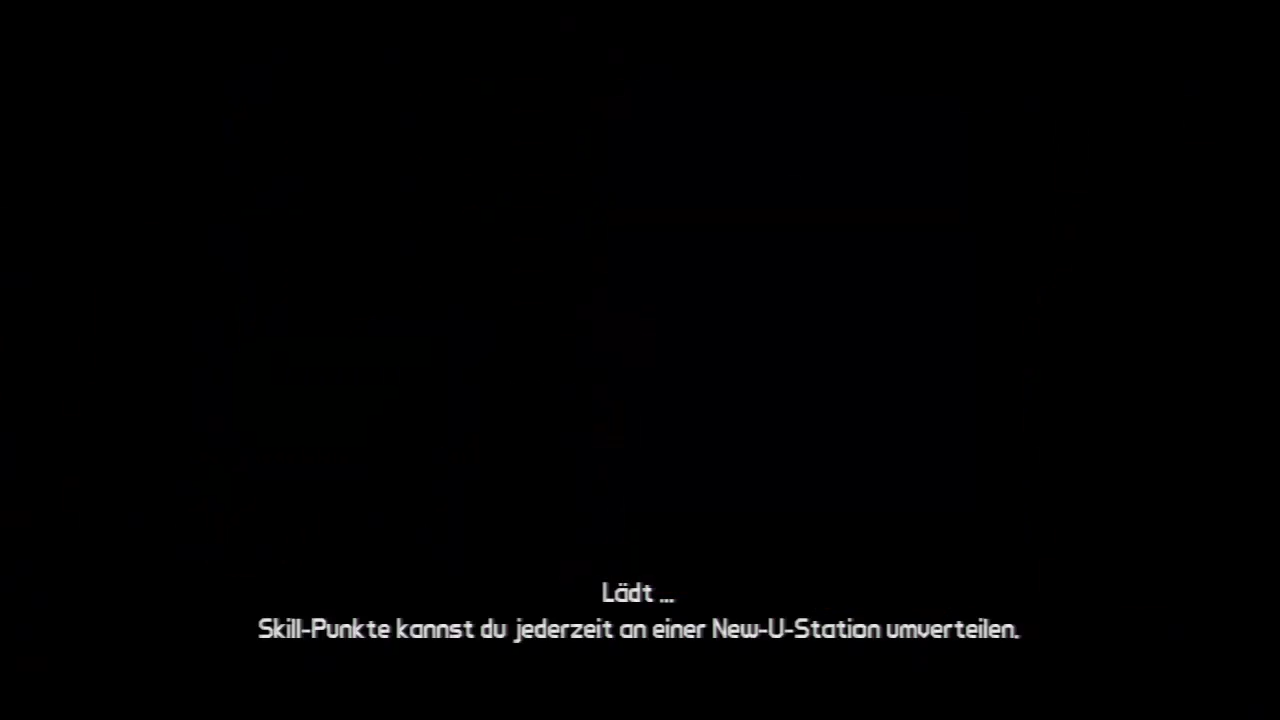 Lädt ...
Skill-Punkte kannst du jederzeit an einer New-U-Station umverteilen.